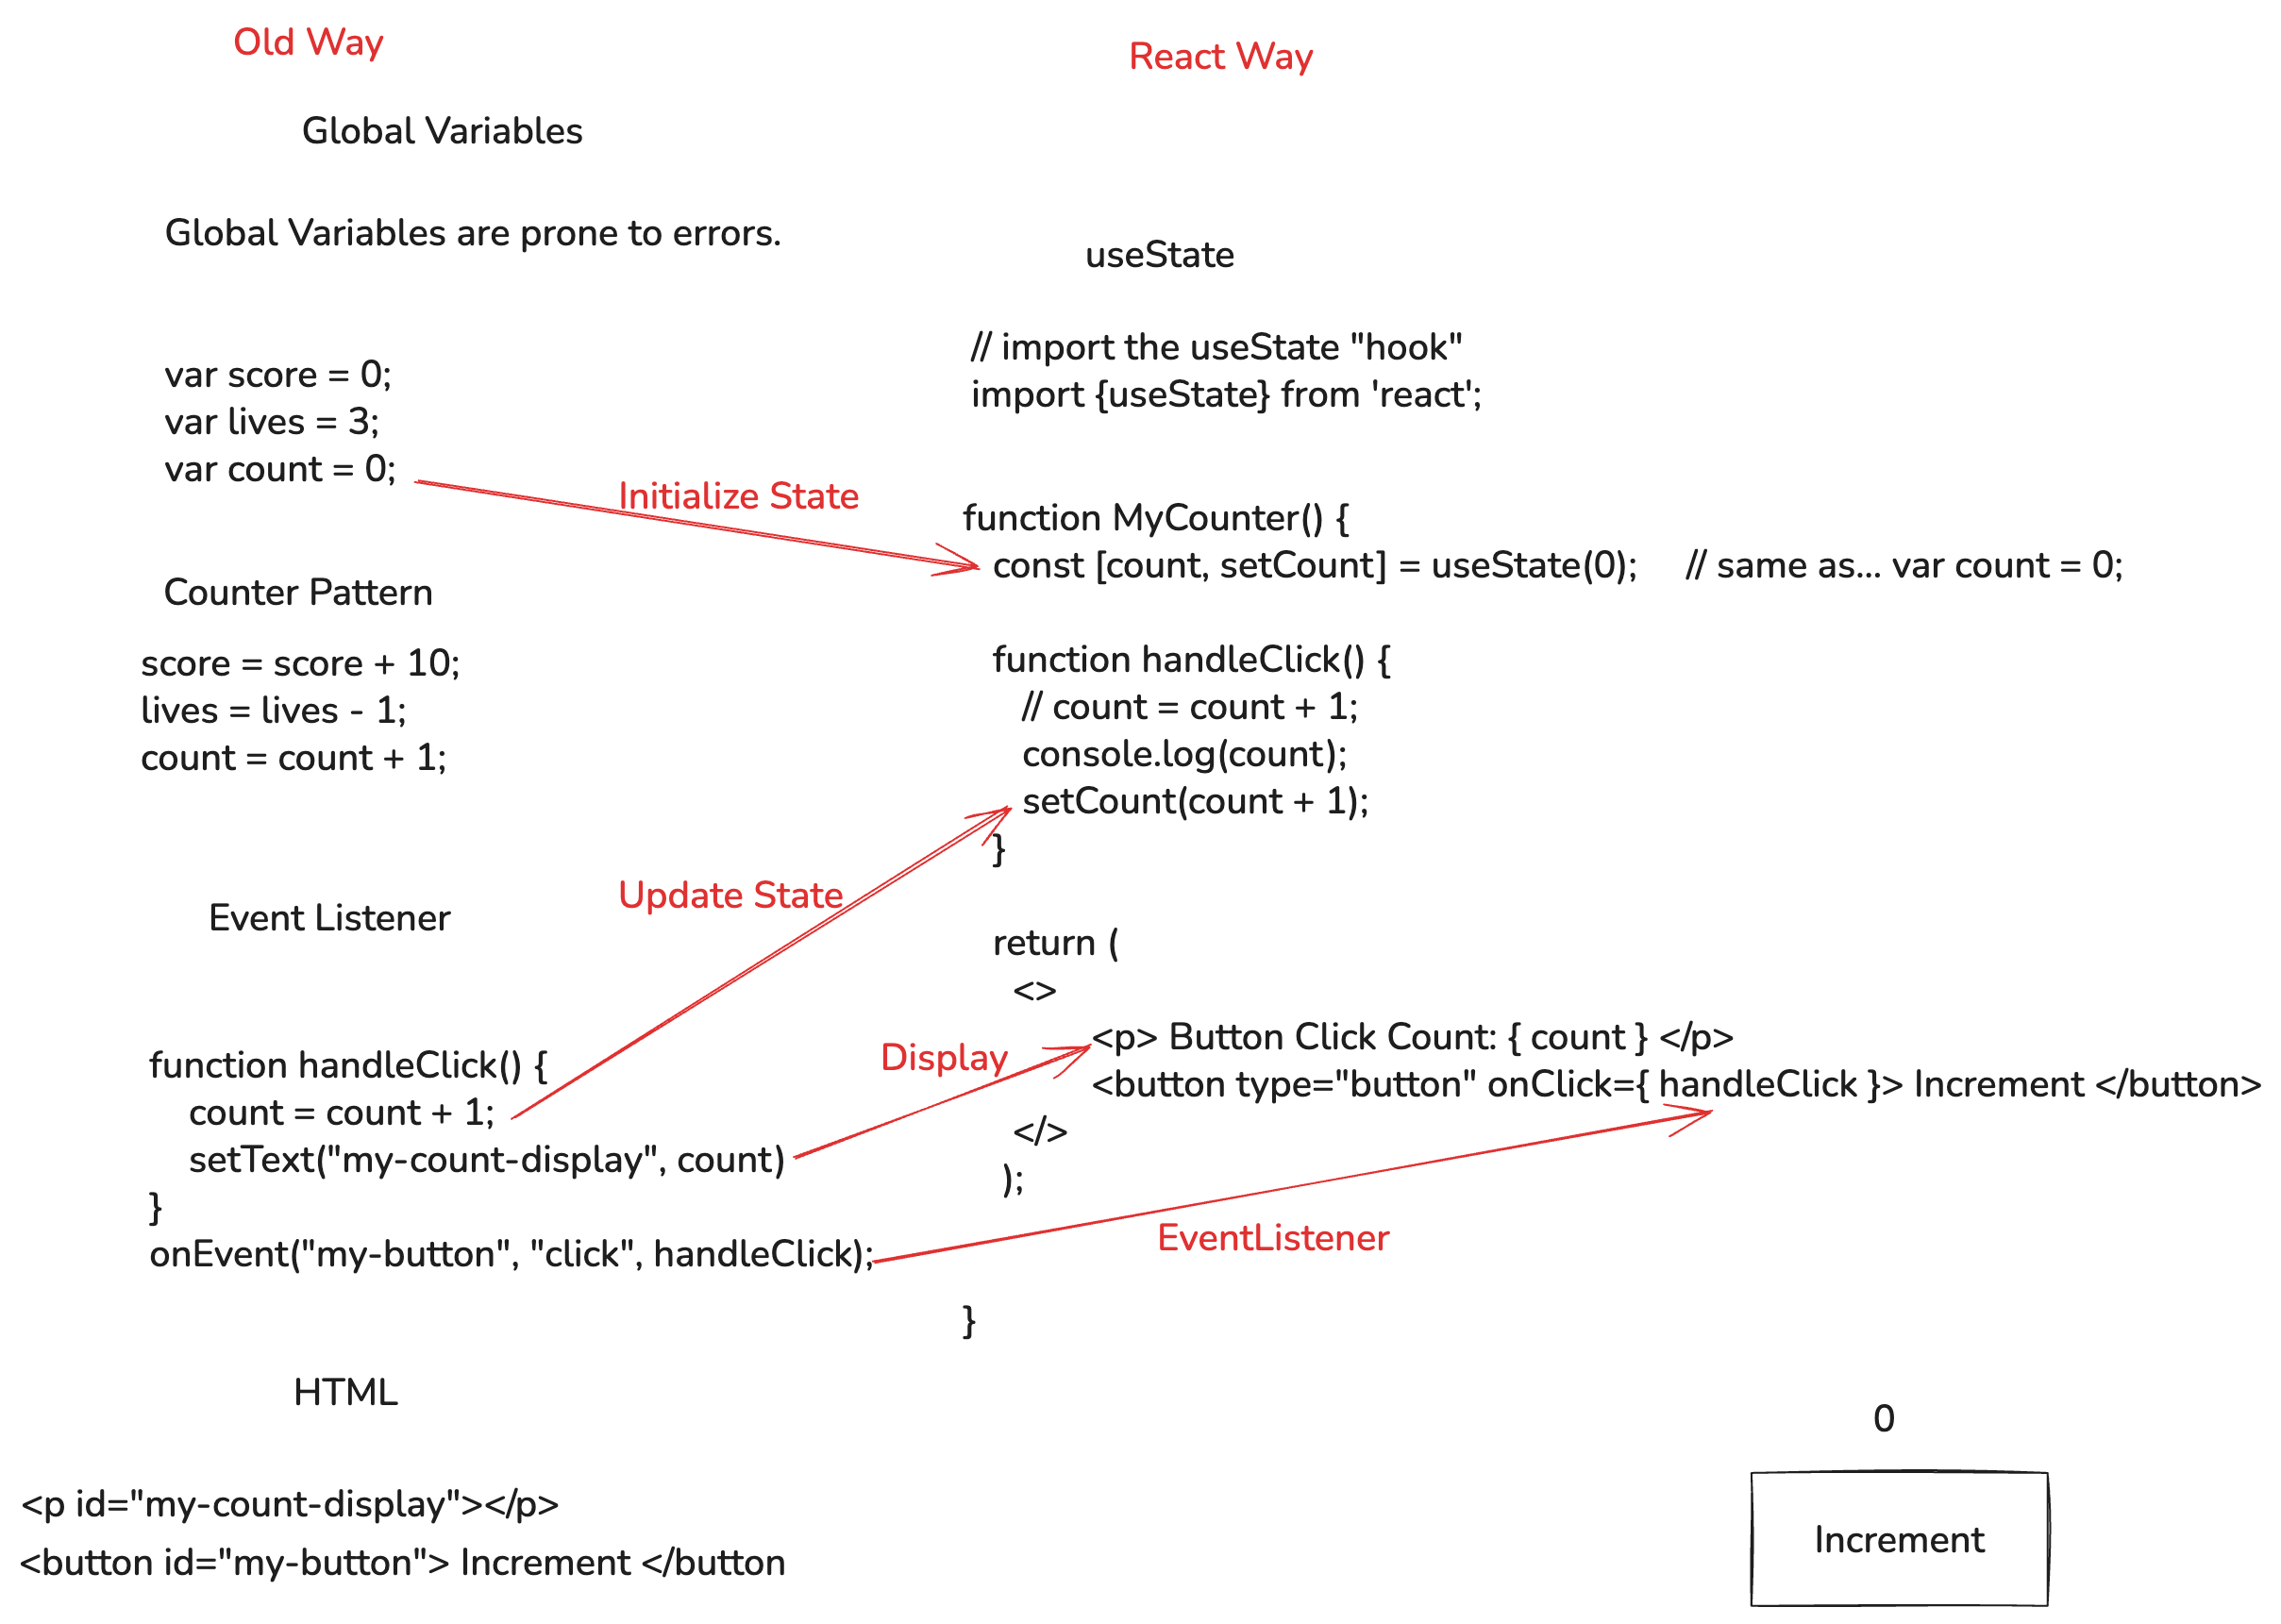 Old Way
Global Variables
Global Variables are prone to errors.
var score = 0;
var lives = 3;
var count = 0;
Initialize State
Counter Pattern
score = score + 10;
lives = lives - 1;
count = count + 1;
Event Listener
Update State
function handleClick() {
count = count + 1;
setText("my-count-display", count)
}
onEvent("my-button", "click", handleClick);
HTML
<p id="my-count-display"></p>
<button id="my-button"> Increment </button
React Way
useState
// import the useState "hook"
import {useState} from 'react';
function MyCounter() {
const [count, setCount] = useState(0); // same as... var count = 0;
function handleClick() {
// count = count + 1;
console.log(count);
setCount(count + 1);
}
return (
<>
Display
<p> Button Click Count: { count } </p>
<button type="button" onClick={ handleClick }> Increment </button>
</>
);
EventListener
}
0
Increment